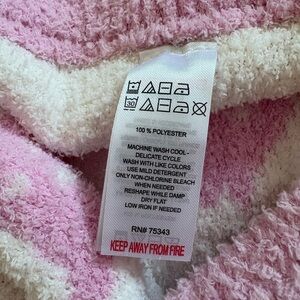 30
100 % POLYESTER
MACHINE WASH COOL-
DELICATE CYCLE
WASH WITH LIKE COLORS
USE MILD DETERGENT
ONLY NON-CHLORINE BLEACH
WHEN NEEDED
RESHAPE WHILE DAMP
DRY FLAT
LOW IRON IF NEEDED
RN# 75343
KEEP AWAY FROM FIRE